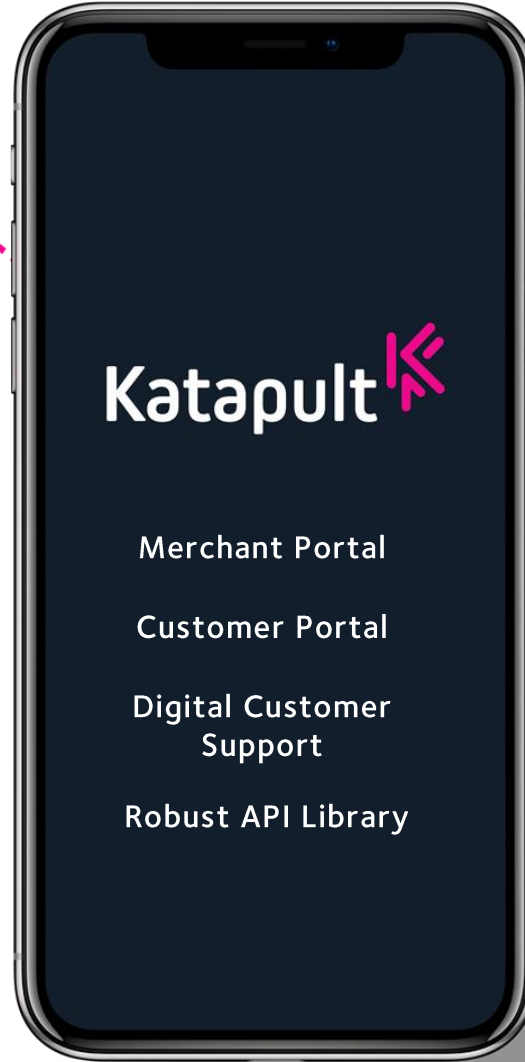 Katapult
Merchant Portal
Customer Portal
Digital Customer
Support
Robust API Library